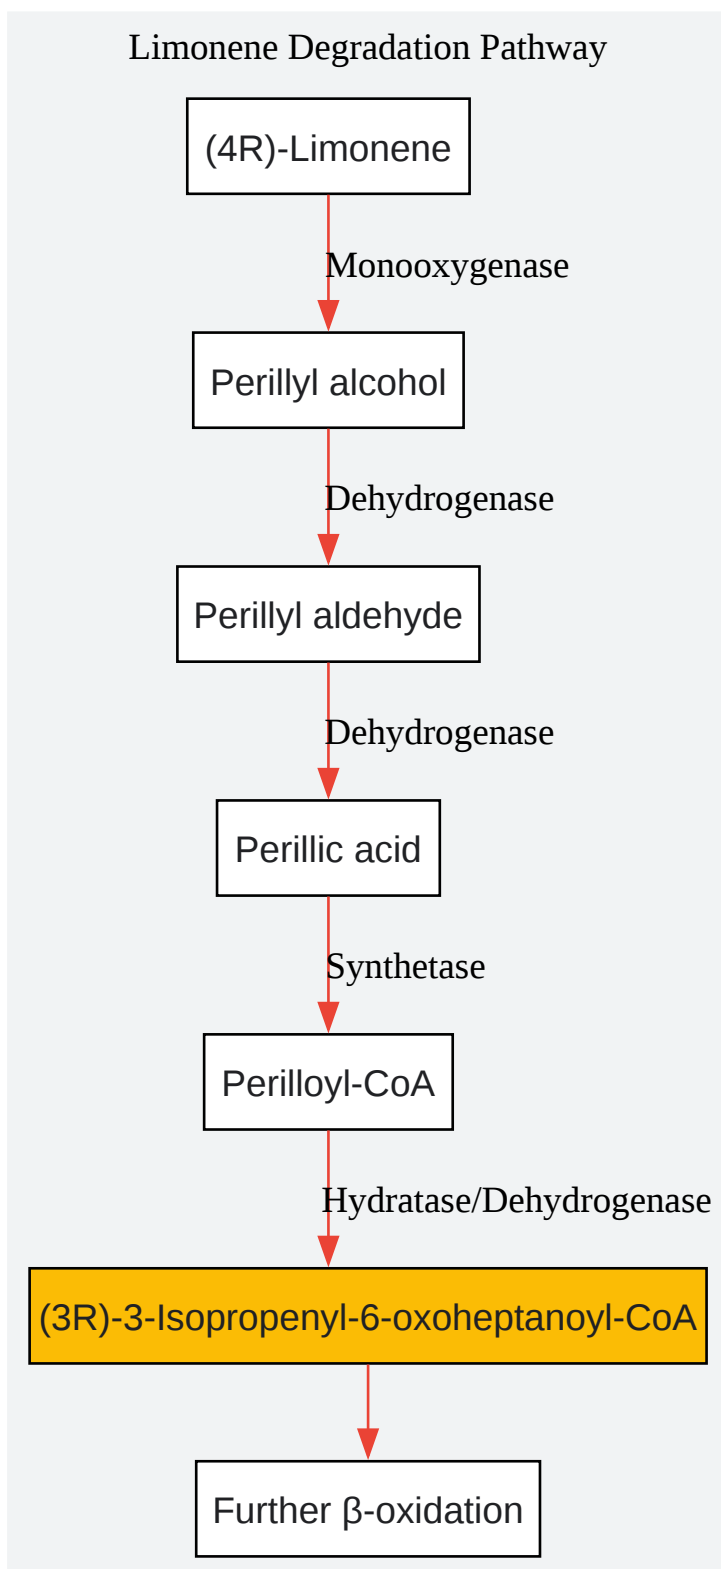 Limonene Degradation Pathway
(4R)-Limonene
Monooxygenase
Perillyl alcohol
Dehydrogenase
Perillyl aldehyde
Dehydrogenase
Perillic acid
Synthetase
Perilloyl-CoA
Hydratase/Dehydrogenase
(3R)-3-Isopropenyl-6-oxoheptanoyl-CoA
Further β-oxidation